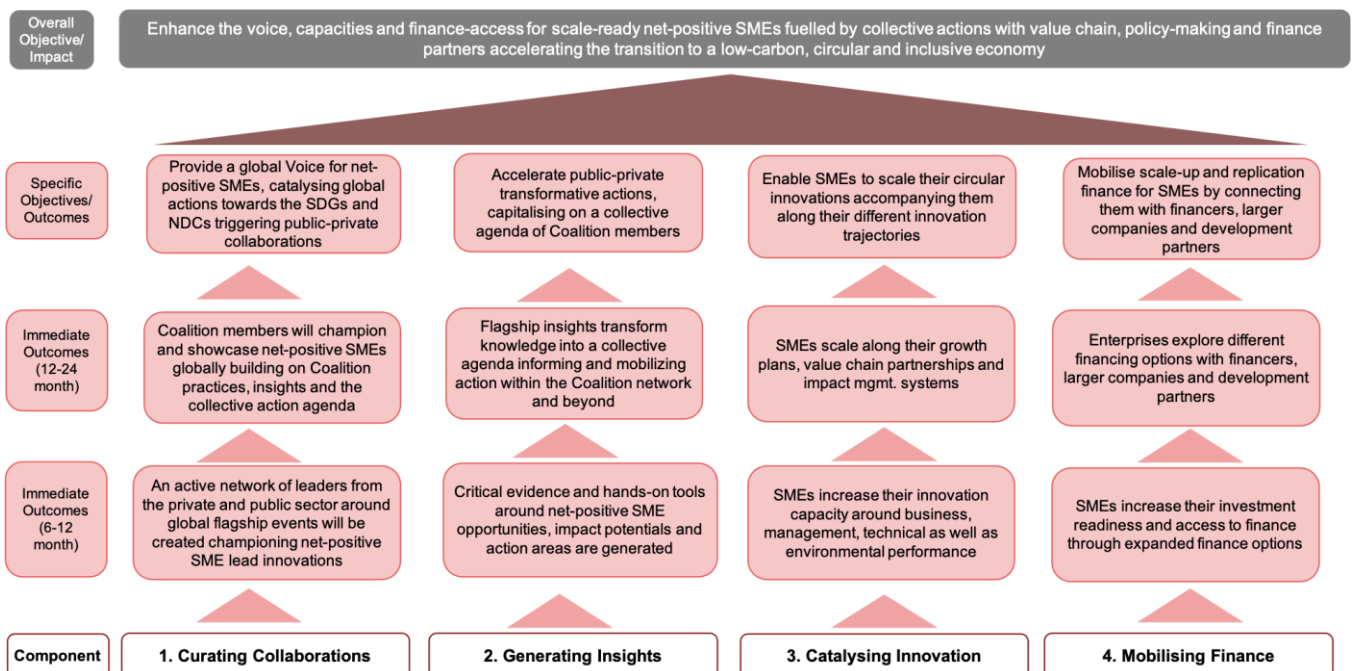 Overall
Objective/
Impact
Enhance the voice, capacities and finance-access for scale-ready net-positive SMEs fuelled by collective actions with value chain, policy-making and finance
partners accelerating the transition to a low-carbon, circular and inclusive economy
Specific
Objectives/
Outcomes
Provide a global Voice for net-
positive SMEs, catalysing global
actions towards the SDGs and
NDCs triggering public-private
collaborations
Accelerate public-private
transformative actions,
capitalising on a collective
agenda of Coalition members
Enable SMEs to scale their circular
innovations accompanying them
along their different innovation
trajectories
Mobilise scale-up and replication
finance for SMEs by connecting
them with financers, larger
companies and development
partners
Immediate
Outcomes
(12-24
month)
Coalition members will champion
and showcase net-positive SMEs
globally building on Coalition
practices, insights and the
collective action agenda
Flagship insights transform
knowledge into a collective
agenda informing and mobilizing
action within the Coalition network
and beyond
SMEs scale along their growth
plans, value chain partnerships and
impact mgmt. systems
Enterprises explore different
financing options with financers,
larger companies and development
partners
Immediate
Outcomes
(6-12
month)
An active network of leaders from
the private and public sector around
global flagship events will be
created championing net-positive
SME lead innovations
Critical evidence and hands-on tools
around net-positive SME
opportunities, impact potentials and
action areas are generated
SMEs increase their innovation
capacity around business,
management, technical as well as
environmental performance
SMEs increase their investment
readiness and access to finance
through expanded finance options
Component
1. Curating Collaborations
2. Generating Insights
3. Catalysing Innovation
4. Mobilising Finance